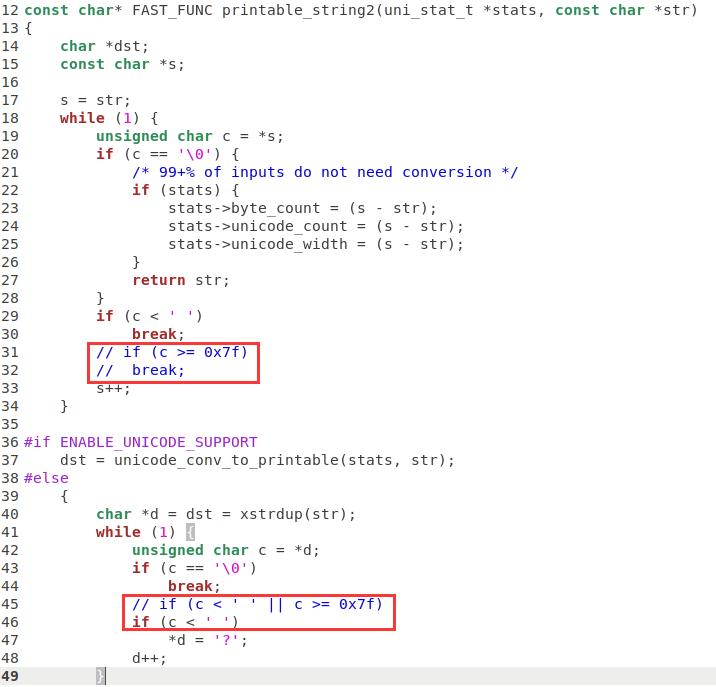 12 const char* FAST_FUNC printable_string2(uni_stat_t *stats, const char *str)
13 {
14     char *dst;
15     const char *s;
16
17     s = str;
18     while (1) {
19         unsigned char c = *s;
20         if (c == '\0') {
21             /* 99+% of inputs do not need conversion */
22             if (stats) {
23                 stats->byte_count = (s - str);
24                 stats->unicode_count = (s - str);
25                 stats->unicode_width = (s - str);
26             }
27             return str;
28         }
29         if (c < ' ')
30             break;
31         // if (c >= 0x7f)
32         //  break;
33         s++;
34     }
35
36 #if ENABLE_UNICODE_SUPPORT
37     dst = unicode_conv_to_printable(stats, str);
38 #else
39     {
40         char *d = dst = xstrdup(str);
41         while (1) {
42             unsigned char c = *d;
43             if (c == '\0')
44                 break;
45             // if (c < ' ' || c >= 0x7f)
46             if (c < ' ')
47                 *d = '?';
48             d++;
49         }